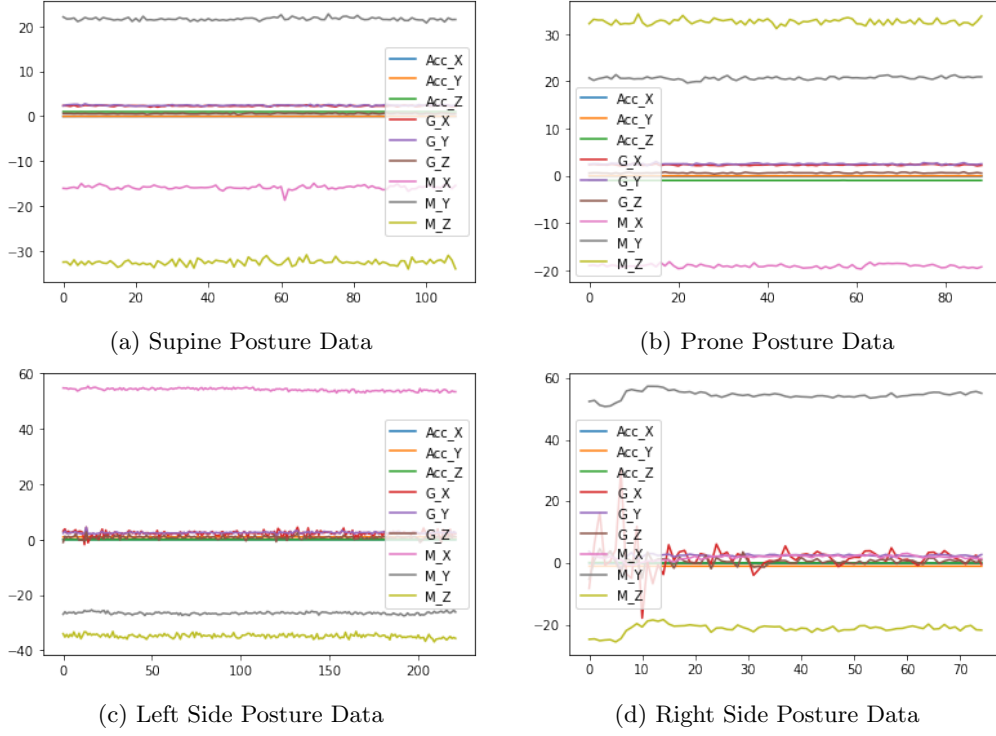 20
10
0
−10
−20
−30
0 20 40 60 80 100
Acc_X
Acc_Y
Acc_Z
G_X
G_Y
G_Z
M_X
M_Y
M_Z
(a) Supine Posture Data
30
20
10
0
−10
−20
0 20 40 60 80
Acc_X
Acc_Y
Acc_Z
G_X
G_Y
G_Z
M_X
M_Y
M_Z
(b) Prone Posture Data
60
40
20
0
−20
−40
0 50 100 150 200
Acc_X
Acc_Y
Acc_Z
G_X
G_Y
G_Z
M_X
M_Y
M_Z
(c) Left Side Posture Data
60
40
20
0
−20
0 10 20 30 40 50 60 70
Acc_X
Acc_Y
Acc_Z
G_X
G_Y
G_Z
M_X
M_Y
M_Z
(d) Right Side Posture Data